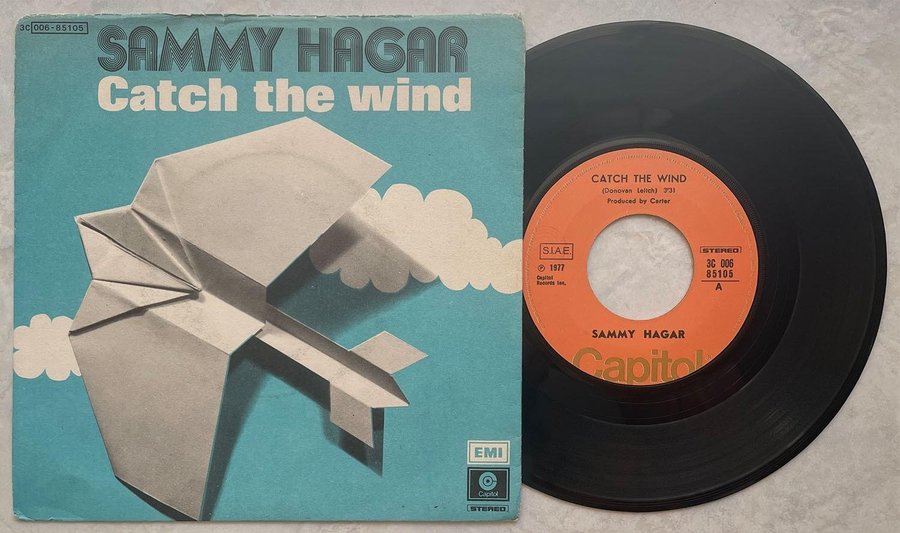 3C 006-85105
SAMMY HAGAR
Catch the wind
EMI
Capitol
STEREO
CATCH THE WIND
(Donovan Leitch) 3'31
Produced by Carter
S.I.A.E.
℗ 1977
Capitol
Records Inc,
STEREO
3C 006
85105
A
SAMMY HAGAR
Capitol